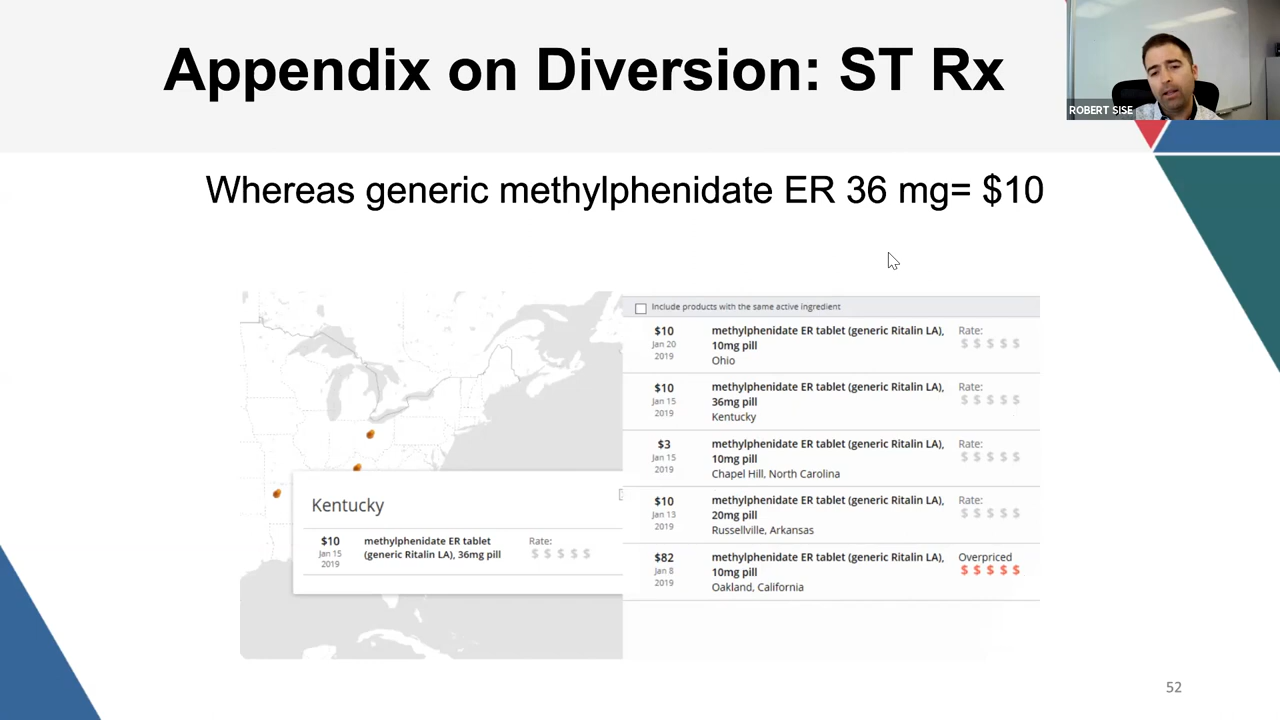 Appendix on Diversion: ST Rx
ROBERT SISE
Whereas generic methylphenidate ER 36 mg= $10
Include products with the same active ingredient
$10
Jan 20
2019
methylphenidate ER tablet (generic Ritalin LA),
10mg pill
Ohio
Rate:
$ $ $ $ $
$10
Jan 15
2019
methylphenidate ER tablet (generic Ritalin LA),
36mg pill
Kentucky
Rate:
$ $ $ $ $
$3
Jan 15
2019
methylphenidate ER tablet (generic Ritalin LA),
10mg pill
Chapel Hill, North Carolina
Rate:
$ $ $ $ $
$10
Jan 13
2019
methylphenidate ER tablet (generic Ritalin LA),
20mg pill
Russellville, Arkansas
Rate:
$ $ $ $ $
$82
Jan 8
2019
methylphenidate ER tablet (generic Ritalin LA),
10mg pill
Oakland, California
Overpriced
$ $ $ $ $
Kentucky
$10
Jan 15
2019
methylphenidate ER tablet
(generic Ritalin LA), 36mg pill
Rate:
$ $ $ $ $
52